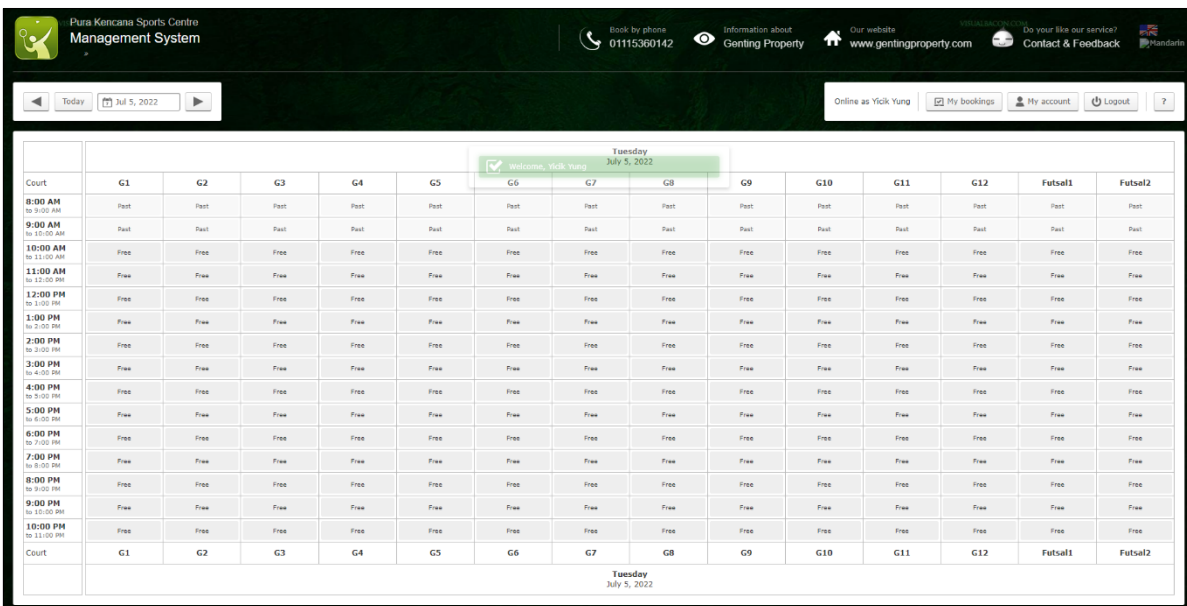 Pura Kencana Sports Centre
Management System
Book by phone
01115360142
Information about
Genting Property
Our website
www.gentingproperty.com
VISUALBACON.COM
Do your like our service?
Contact & Feedback
Mandarin
Today Jul 5, 2022
Online as Yicik Yung My bookings My account Logout ?
Tuesday
July 5, 2022
Welcome, Yicik Yung
Court G1 G2 G3 G4 G5 G6 G7 G8 G9 G10 G11 G12 Futsal1 Futsal2
8:00 AM Past Past Past Past Past Past Past Past Past Past Past Past Past Past
to 9:00 AM
9:00 AM Past Past Past Past Past Past Past Past Past Past Past Past Past Past
to 10:00 AM
10:00 AM Free Free Free Free Free Free Free Free Free Free Free Free Free Free
to 11:00 AM
11:00 AM Free Free Free Free Free Free Free Free Free Free Free Free Free Free
to 12:00 PM
12:00 PM Free Free Free Free Free Free Free Free Free Free Free Free Free Free
to 1:00 PM
1:00 PM Free Free Free Free Free Free Free Free Free Free Free Free Free Free
to 2:00 PM
2:00 PM Free Free Free Free Free Free Free Free Free Free Free Free Free Free
to 3:00 PM
3:00 PM Free Free Free Free Free Free Free Free Free Free Free Free Free Free
to 4:00 PM
4:00 PM Free Free Free Free Free Free Free Free Free Free Free Free Free Free
to 5:00 PM
5:00 PM Free Free Free Free Free Free Free Free Free Free Free Free Free Free
to 6:00 PM
6:00 PM Free Free Free Free Free Free Free Free Free Free Free Free Free Free
to 7:00 PM
7:00 PM Free Free Free Free Free Free Free Free Free Free Free Free Free Free
to 8:00 PM
8:00 PM Free Free Free Free Free Free Free Free Free Free Free Free Free Free
to 9:00 PM
9:00 PM Free Free Free Free Free Free Free Free Free Free Free Free Free Free
to 10:00 PM
10:00 PM Free Free Free Free Free Free Free Free Free Free Free Free Free Free
to 11:00 PM
Court G1 G2 G3 G4 G5 G6 G7 G8 G9 G10 G11 G12 Futsal1 Futsal2
Tuesday
July 5, 2022